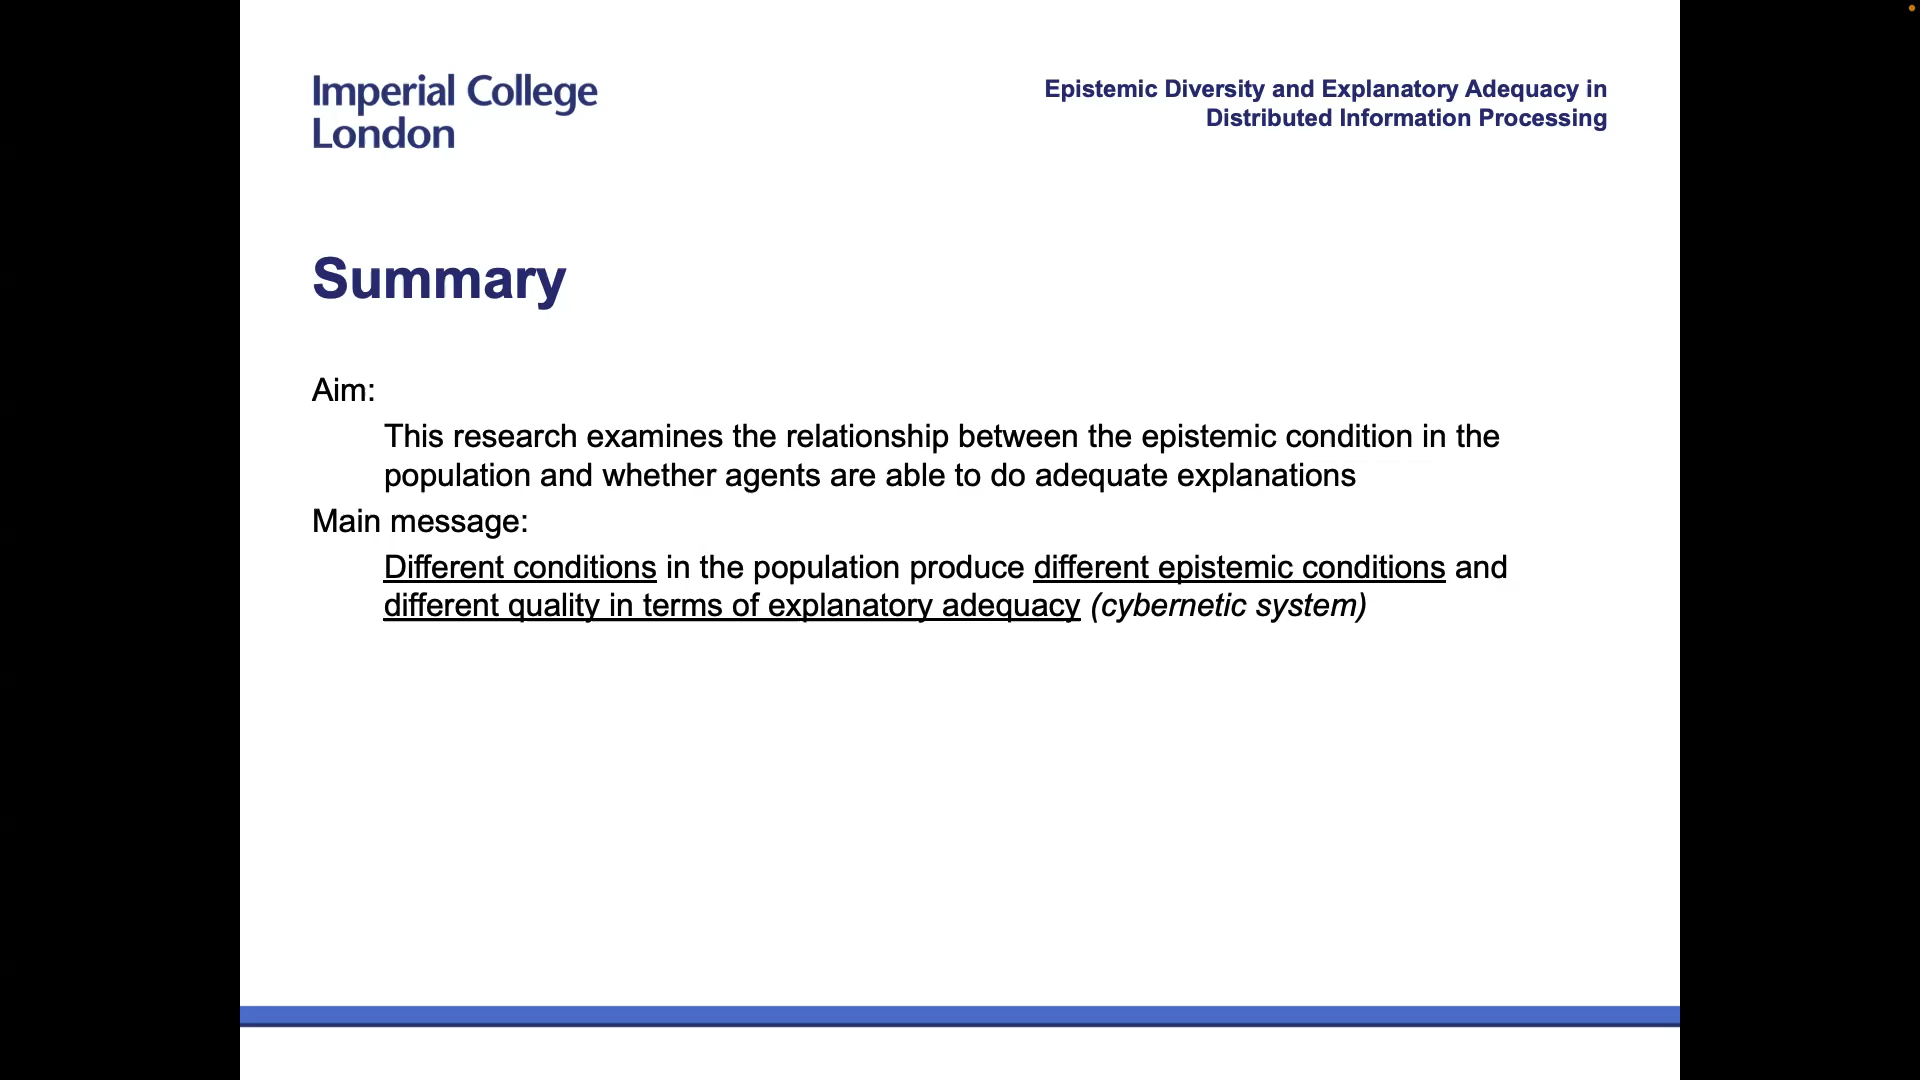 Imperial College
London
Epistemic Diversity and Explanatory Adequacy in
Distributed Information Processing
Summary
Aim:
This research examines the relationship between the epistemic condition in the
population and whether agents are able to do adequate explanations
Main message:
Different conditions in the population produce different epistemic conditions and
different quality in terms of explanatory adequacy (cybernetic system)